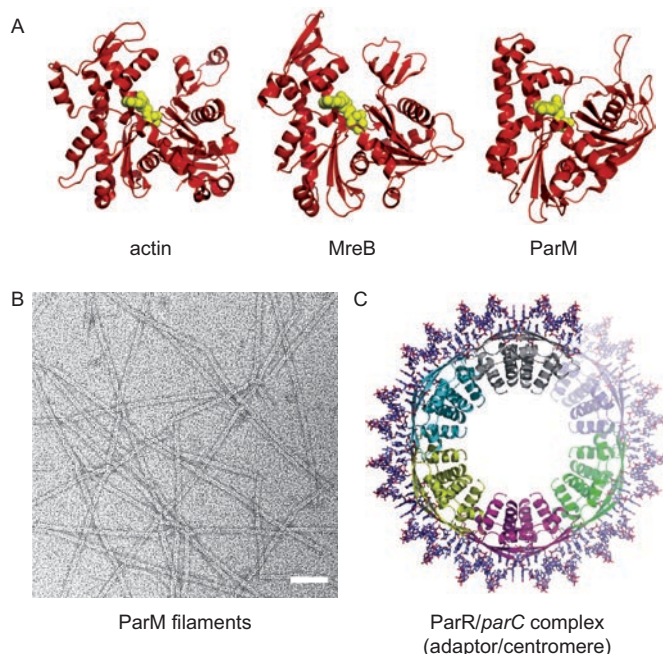 A
actin
MreB
ParM
B
C
ParM filaments
ParR/parC complex
(adaptor/centromere)